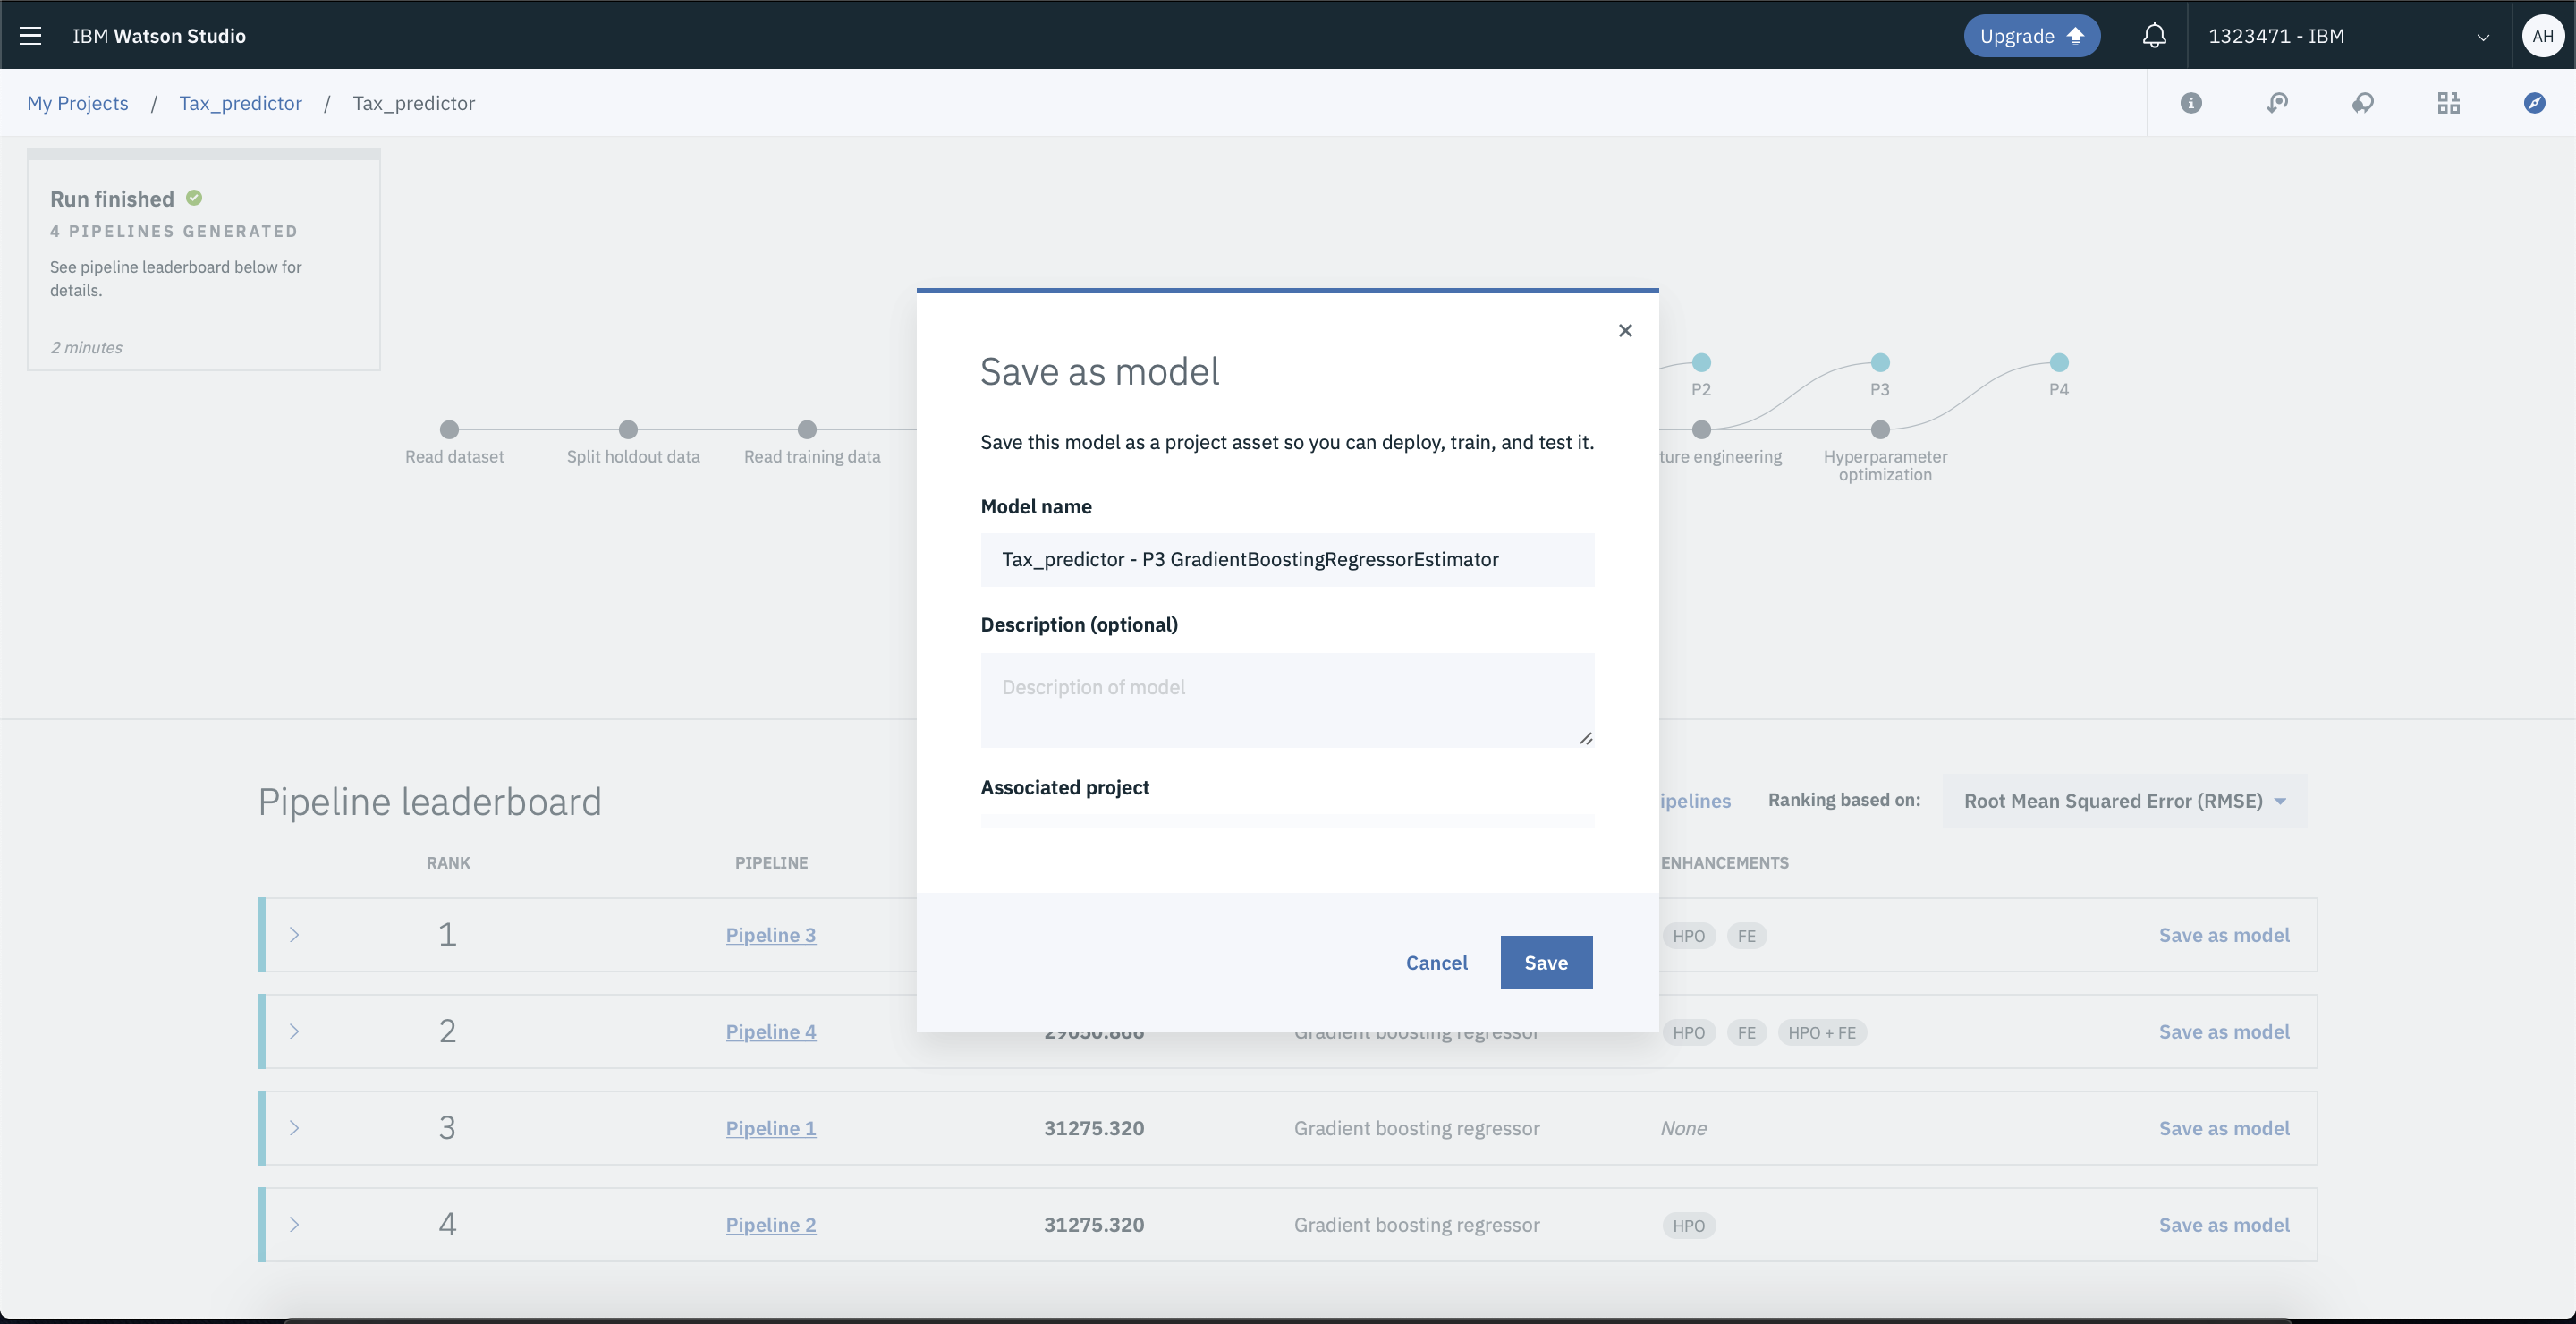 IBM Watson Studio
Upgrade
1323471 - IBM
AH
My Projects / Tax_predictor / Tax_predictor
Run finished
4 PIPELINES GENERATED
See pipeline leaderboard below for
details.
2 minutes
P2
P3
P4
Read dataset
Split holdout data
Read training data
ture engineering
Hyperparameter
optimization
Save as model
Save this model as a project asset so you can deploy, train, and test it.
Model name
Tax_predictor - P3 GradientBoostingRegressorEstimator
Description (optional)
Description of model
Associated project
Cancel
Save
Pipeline leaderboard
ipelines
Ranking based on:
Root Mean Squared Error (RMSE)
RANK
PIPELINE
ENHANCEMENTS
1
Pipeline 3
HPO
FE
Save as model
2
Pipeline 4
Gradient boosting regressor
HPO
FE
HPO + FE
Save as model
3
Pipeline 1
31275.320
Gradient boosting regressor
None
Save as model
4
Pipeline 2
31275.320
Gradient boosting regressor
HPO
Save as model